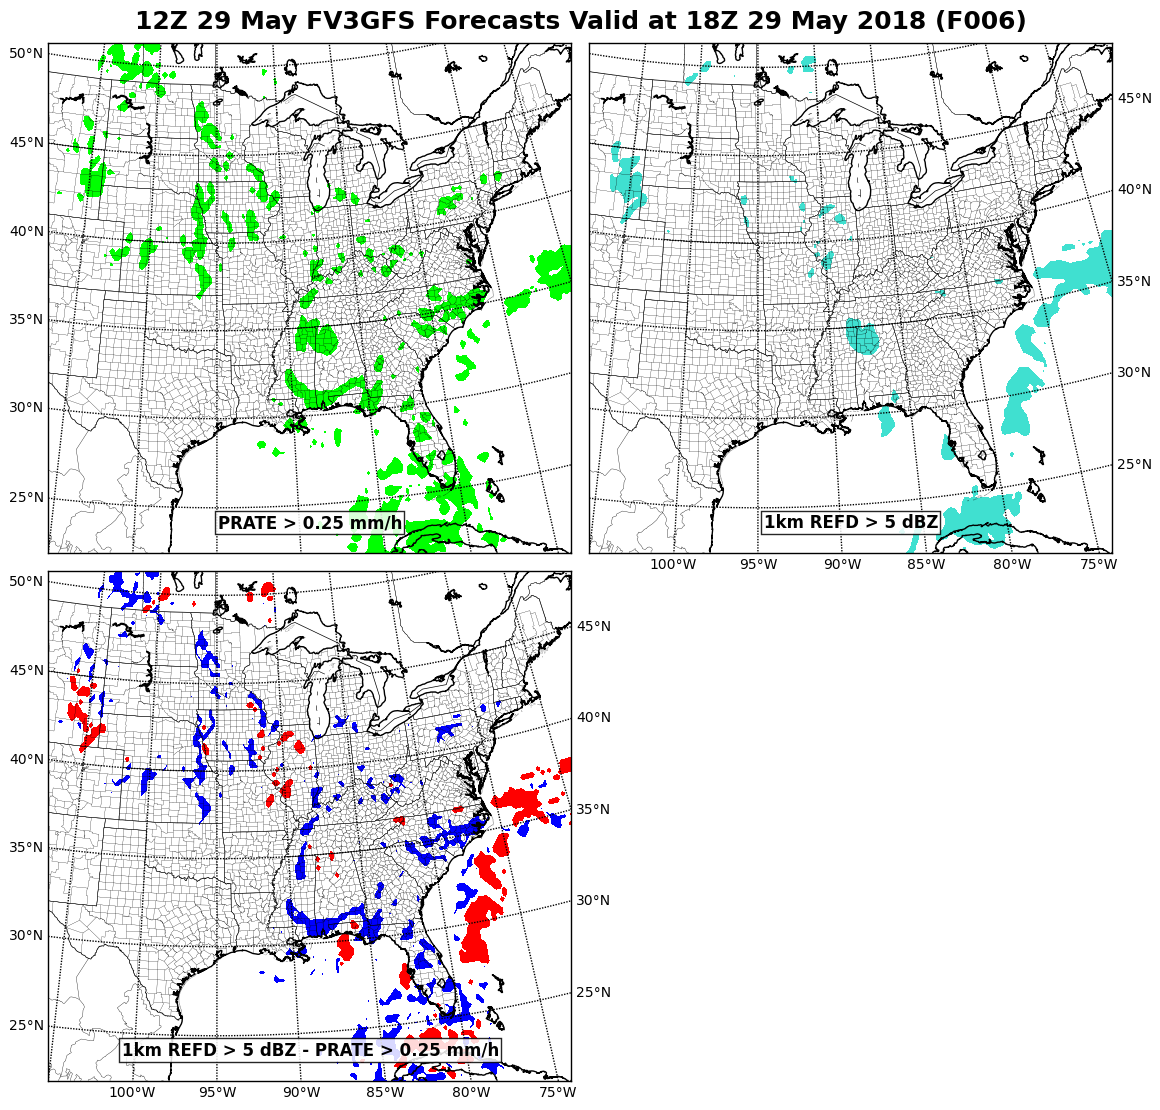 12Z 29 May FV3GFS Forecasts Valid at 18Z 29 May 2018 (F006)
50°N
45°N
40°N
35°N
30°N
25°N
PRATE > 0.25 mm/h
45°N
40°N
35°N
30°N
25°N
1km REFD > 5 dBZ
100°W 95°W 90°W 85°W 80°W 75°W
50°N
45°N
40°N
35°N
30°N
25°N
45°N
40°N
35°N
30°N
25°N
1km REFD > 5 dBZ - PRATE > 0.25 mm/h
100°W 95°W 90°W 85°W 80°W 75°W